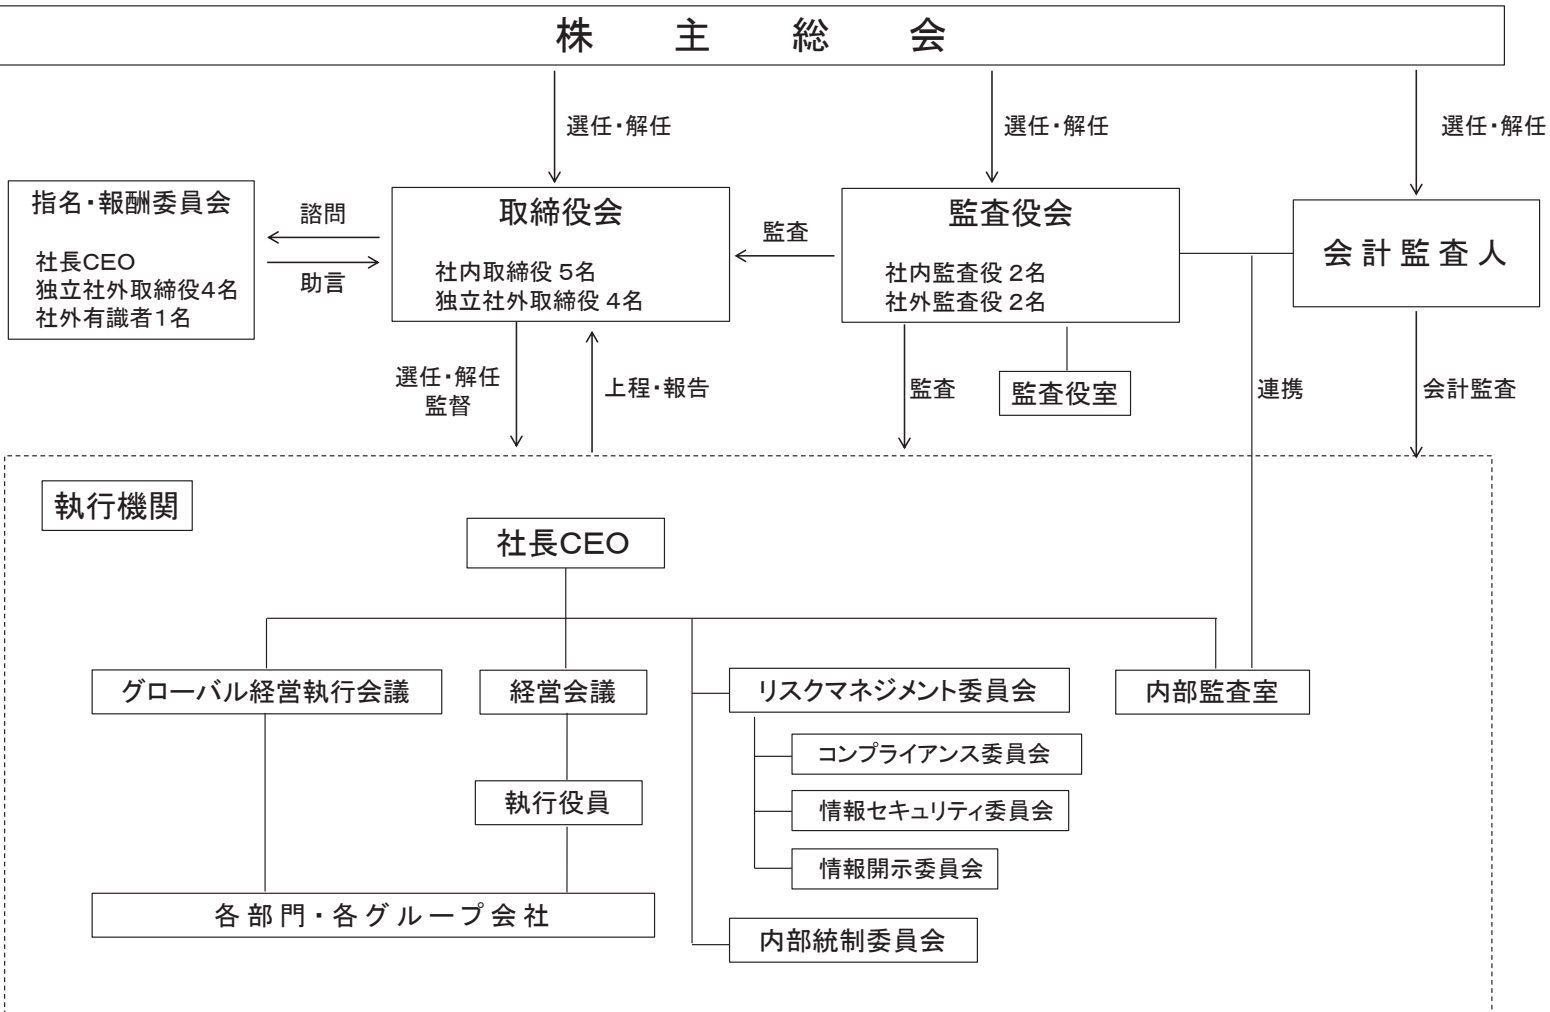 株主総会
選任・解任
選任・解任
選任・解任
指名・報酬委員会
社長CEO
独立社外取締役4名
社外有識者1名
諮問
助言
取締役会
社内取締役 5名
独立社外取締役 4名
監査
監査役会
社内監査役 2名
社外監査役 2名
会計監査人
選任・解任
監督
上程・報告
監査
監査役室
連携
会計監査
執行機関
社長CEO
グローバル経営執行会議
経営会議
リスクマネジメント委員会
内部監査室
コンプライアンス委員会
執行役員
情報セキュリティ委員会
情報開示委員会
各部門・各グループ会社
内部統制委員会